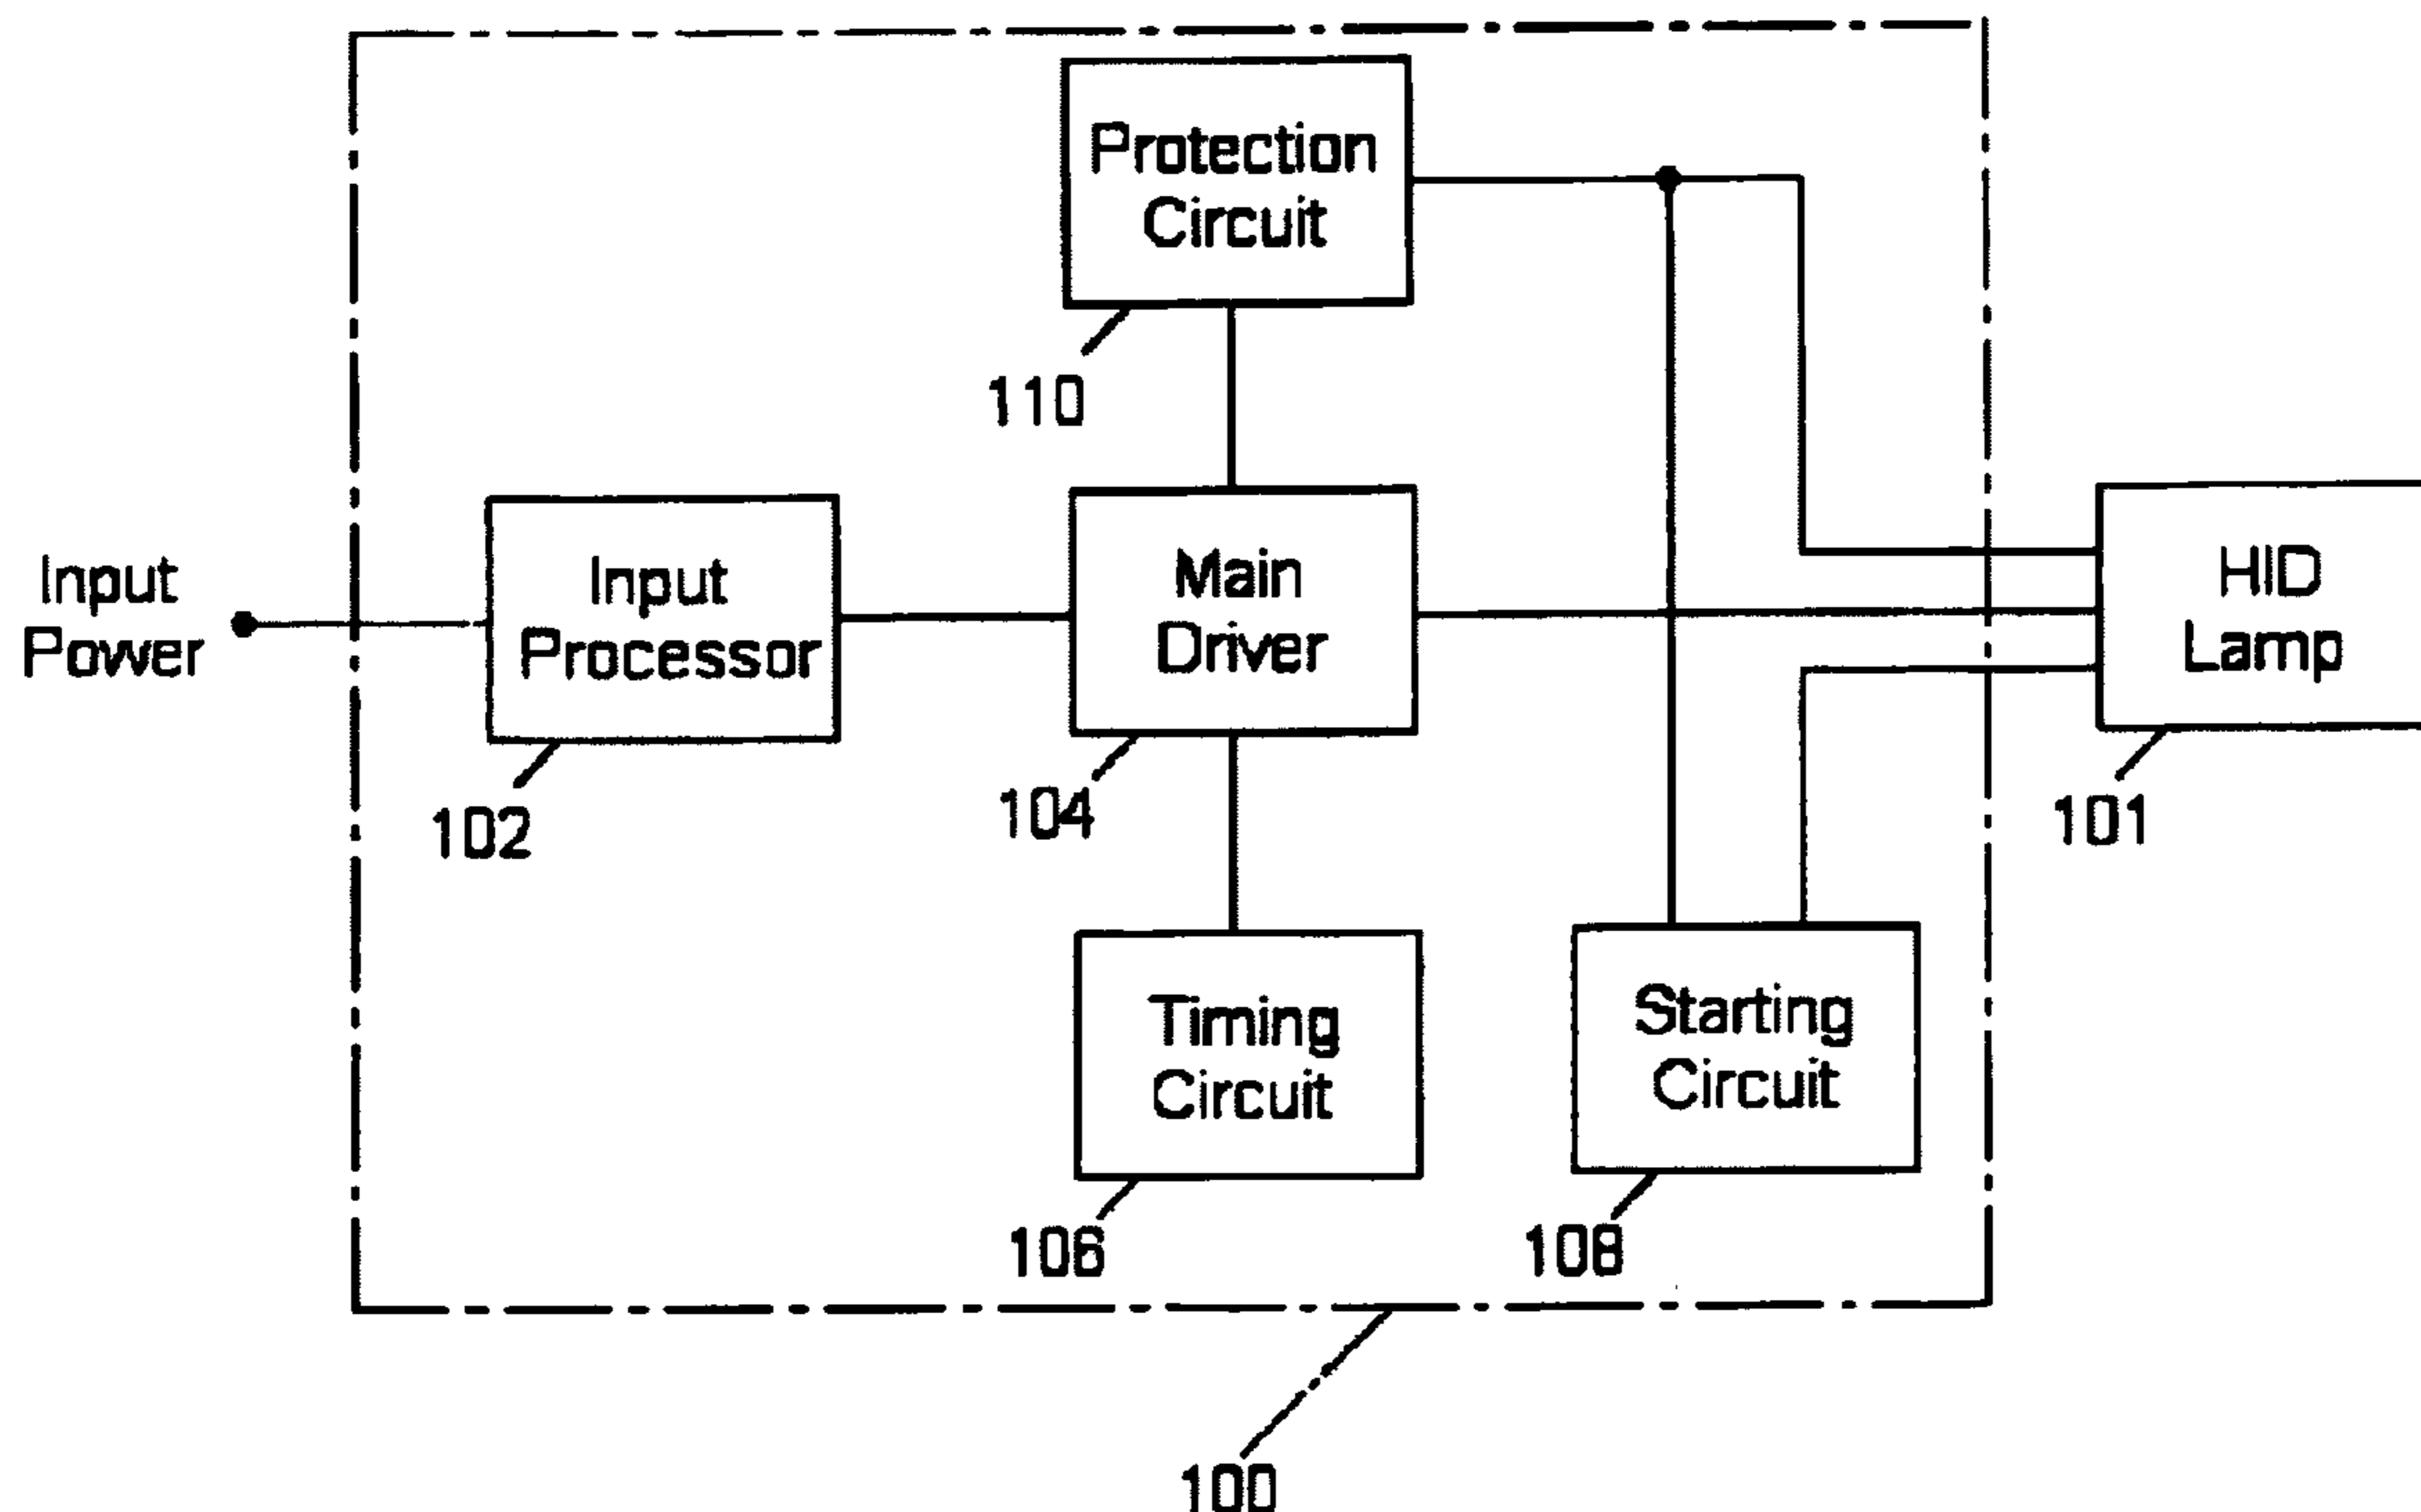 Protection
Circuit
110
Input
Power
Input
Processor
102
Main
Driver
104
HID
Lamp
101
Timing
Circuit
106
Starting
Circuit
108
100